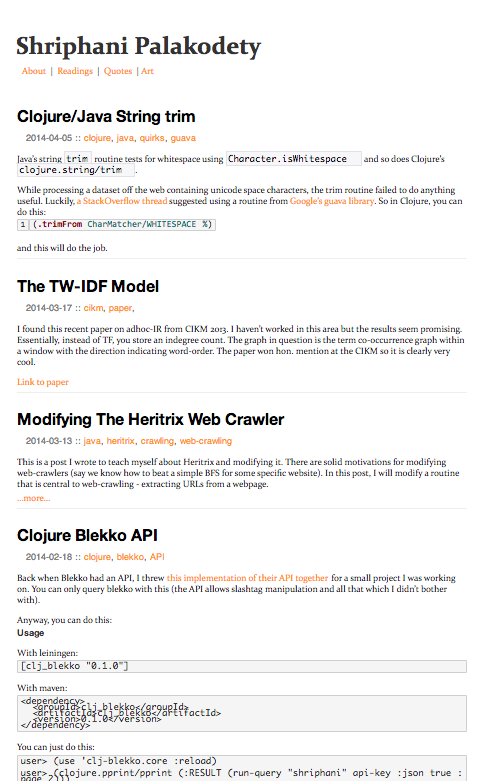 Shriphani Palakodety
About | Readings | Quotes | Art
Clojure/Java String trim
2014-04-05 :: clojure, java, quirks, guava
Java's string trim routine tests for whitespace using Character.isWhitespace and so does Clojure's
clojure.string/trim .
While processing a dataset off the web containing unicode space characters, the trim routine failed to do anything
useful. Luckily, a StackOverflow thread suggested using a routine from Google's guava library. So in Clojure, you can
do this:
1 (.trimFrom CharMatcher/WHITESPACE %)
and this will do the job.
The TW-IDF Model
2014-03-17 :: cikm, paper,
I found this recent paper on adhoc-IR from CIKM 2013. I haven't worked in this area but the results seem promising.
Essentially, instead of TF, you store an indegree count. The graph in question is the term co-occurrence graph within
a window with the direction indicating word-order. The paper won hon. mention at the CIKM so it is clearly very
cool.
Link to paper
Modifying The Heritrix Web Crawler
2014-03-13 :: java, heritrix, crawling, web-crawling
This is a post I wrote to teach myself about Heritrix and modifying it. There are solid motivations for modifying
web-crawlers (say we know how to beat a simple BFS for some specific website). In this post, I will modify a routine
that is central to web-crawling - extracting URLs from a webpage.
...more...
Clojure Blekko API
2014-02-18 :: clojure, blekko, API
Back when Blekko had an API, I threw this implementation of their API together for a small project I was working
on. You can only query blekko with this (the API allows slashtag manipulation and all that which I didn't bother
with).
Anyway, you can do this:
Usage
With leiningen:
[clj_blekko "0.1.0"]
With maven:
<dependency>
<groupId>clj_blekko</groupId>
<artifactId>clj_blekko</artifactId>
<version>0.1.0</version>
</dependency>
You can just do this:
user> (use 'clj-blekko.core :reload)
user> (clojure.pprint/pprint (:RESULT (run-query "shriphani" api-key :json true :
page 2)))